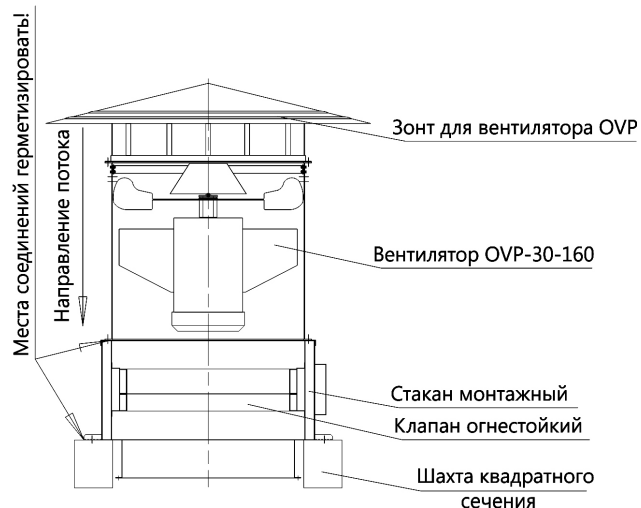 Места соединений герметизировать!
Направление потока
Зонт для вентилятора OVP
Вентилятор OVP-30-160
Стакан монтажный
Клапан огнестойкий
Шахта квадратного
сечения